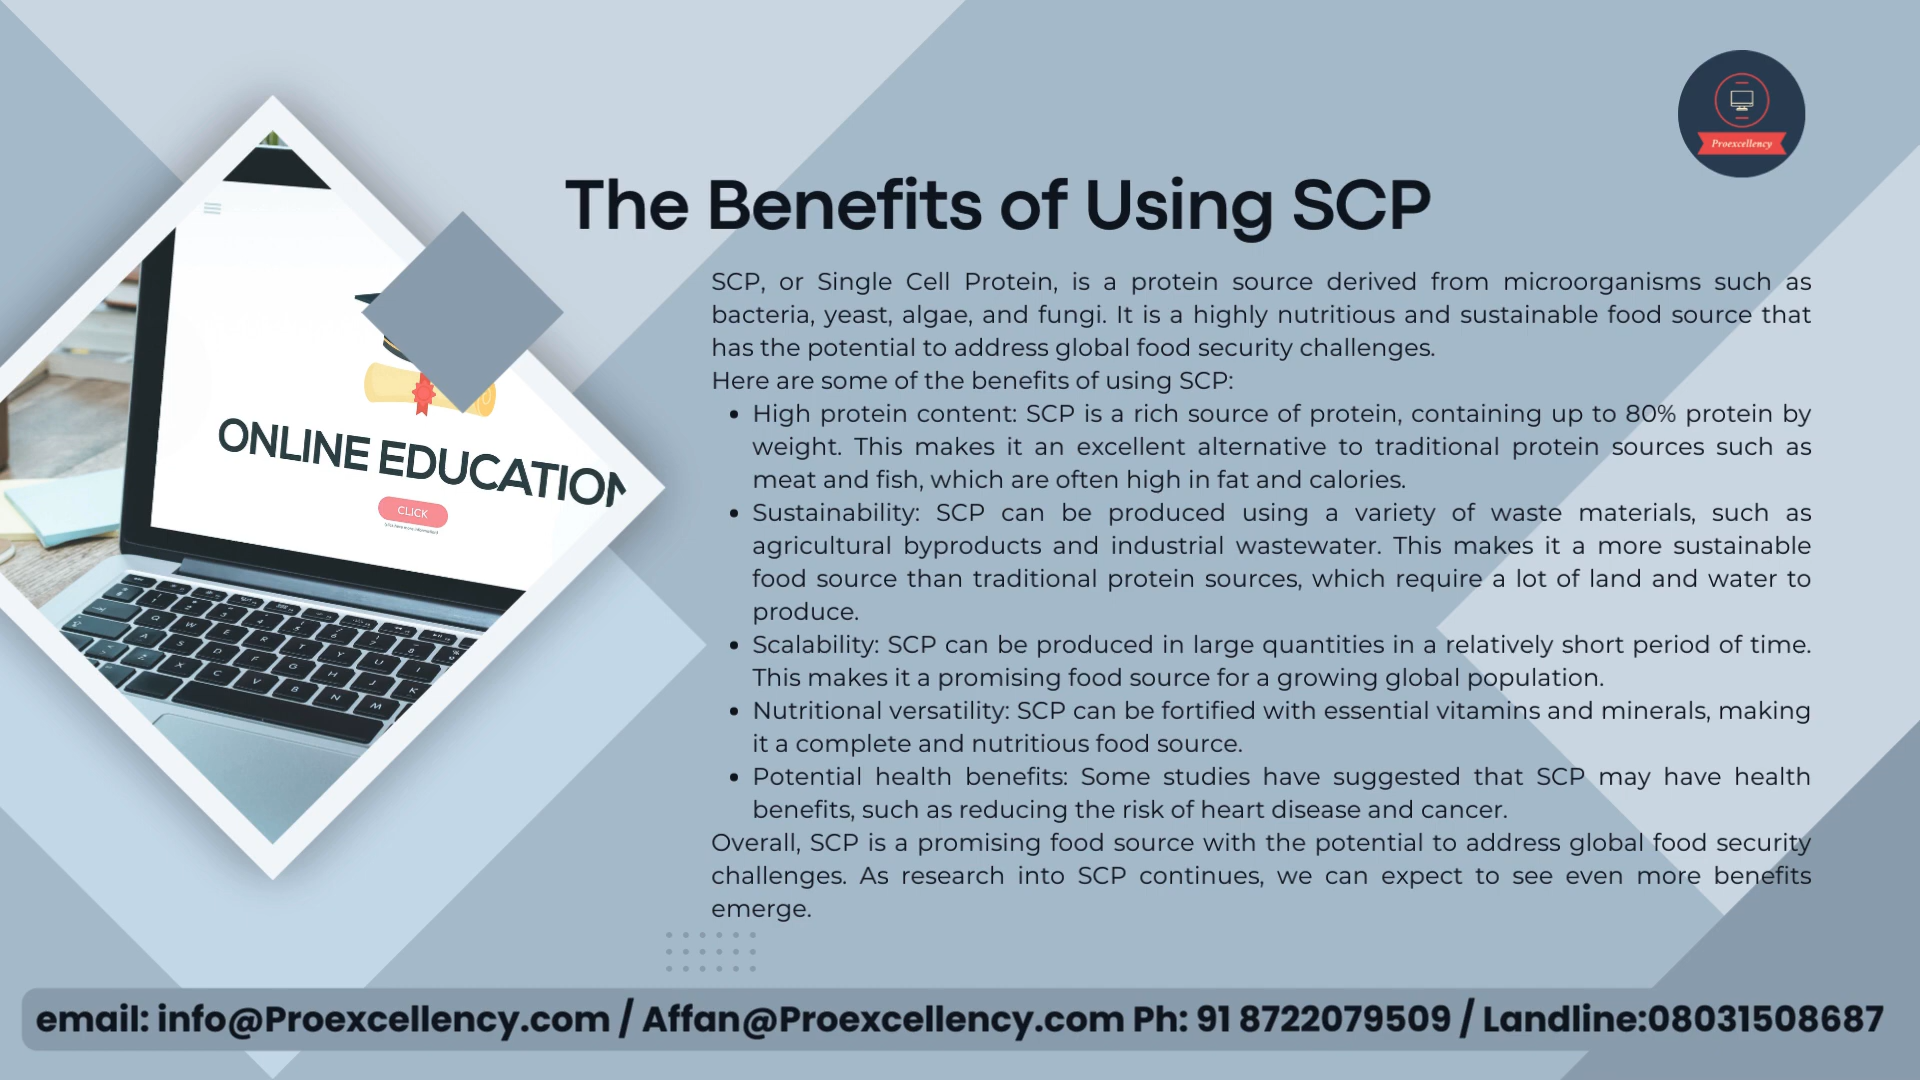 Proexcellency
The Benefits of Using SCP
SCP, or Single Cell Protein, is a protein source derived from microorganisms such as
bacteria, yeast, algae, and fungi. It is a highly nutritious and sustainable food source that
has the potential to address global food security challenges.
Here are some of the benefits of using SCP:
• High protein content: SCP is a rich source of protein, containing up to 80% protein by
weight. This makes it an excellent alternative to traditional protein sources such as
meat and fish, which are often high in fat and calories.
• Sustainability: SCP can be produced using a variety of waste materials, such as
agricultural byproducts and industrial wastewater. This makes it a more sustainable
food source than traditional protein sources, which require a lot of land and water to
produce.
• Scalability: SCP can be produced in large quantities in a relatively short period of time.
This makes it a promising food source for a growing global population.
• Nutritional versatility: SCP can be fortified with essential vitamins and minerals, making
it a complete and nutritious food source.
• Potential health benefits: Some studies have suggested that SCP may have health
benefits, such as reducing the risk of heart disease and cancer.
Overall, SCP is a promising food source with the potential to address global food security
challenges. As research into SCP continues, we can expect to see even more benefits
emerge.
ONLINE EDUCATION
CLICK
email: info@Proexcellency.com / Affan@Proexcellency.com Ph: 91 8722079509 / Landline:08031508687